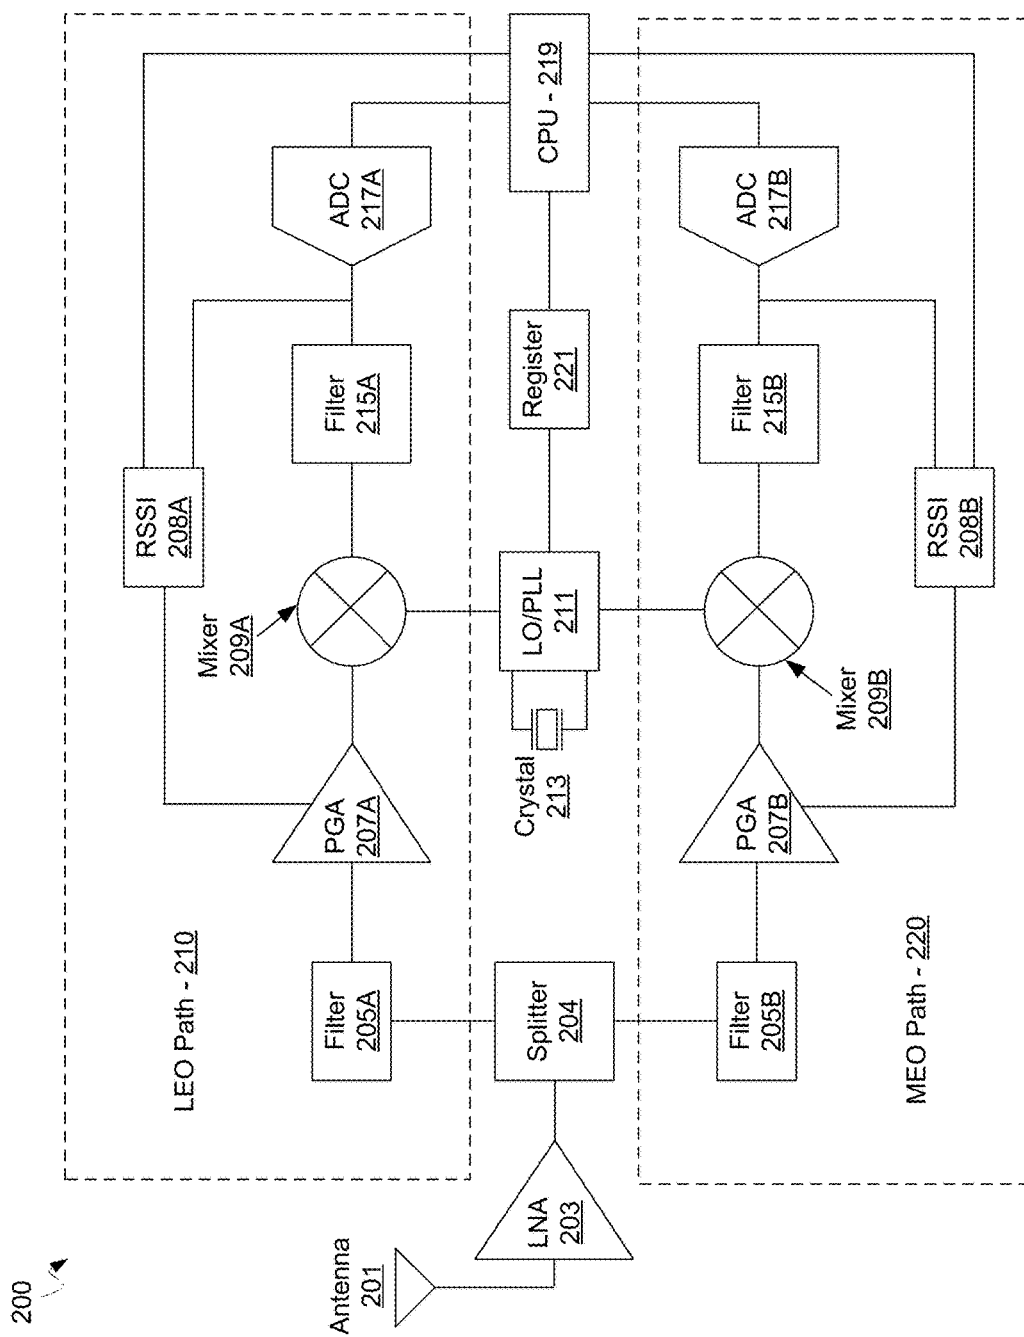 200
Antenna
201
LNA
203
Splitter
204
LEO Path - 210
Filter
205A
PGA
207A
RSSI
208A
Mixer
209A
Filter
215A
ADC
217A
Crystal
213
LO/PLL
211
Register
221
CPU - 219
MEO Path - 220
Filter
205B
PGA
207B
Mixer
209B
RSSI
208B
Filter
215B
ADC
217B